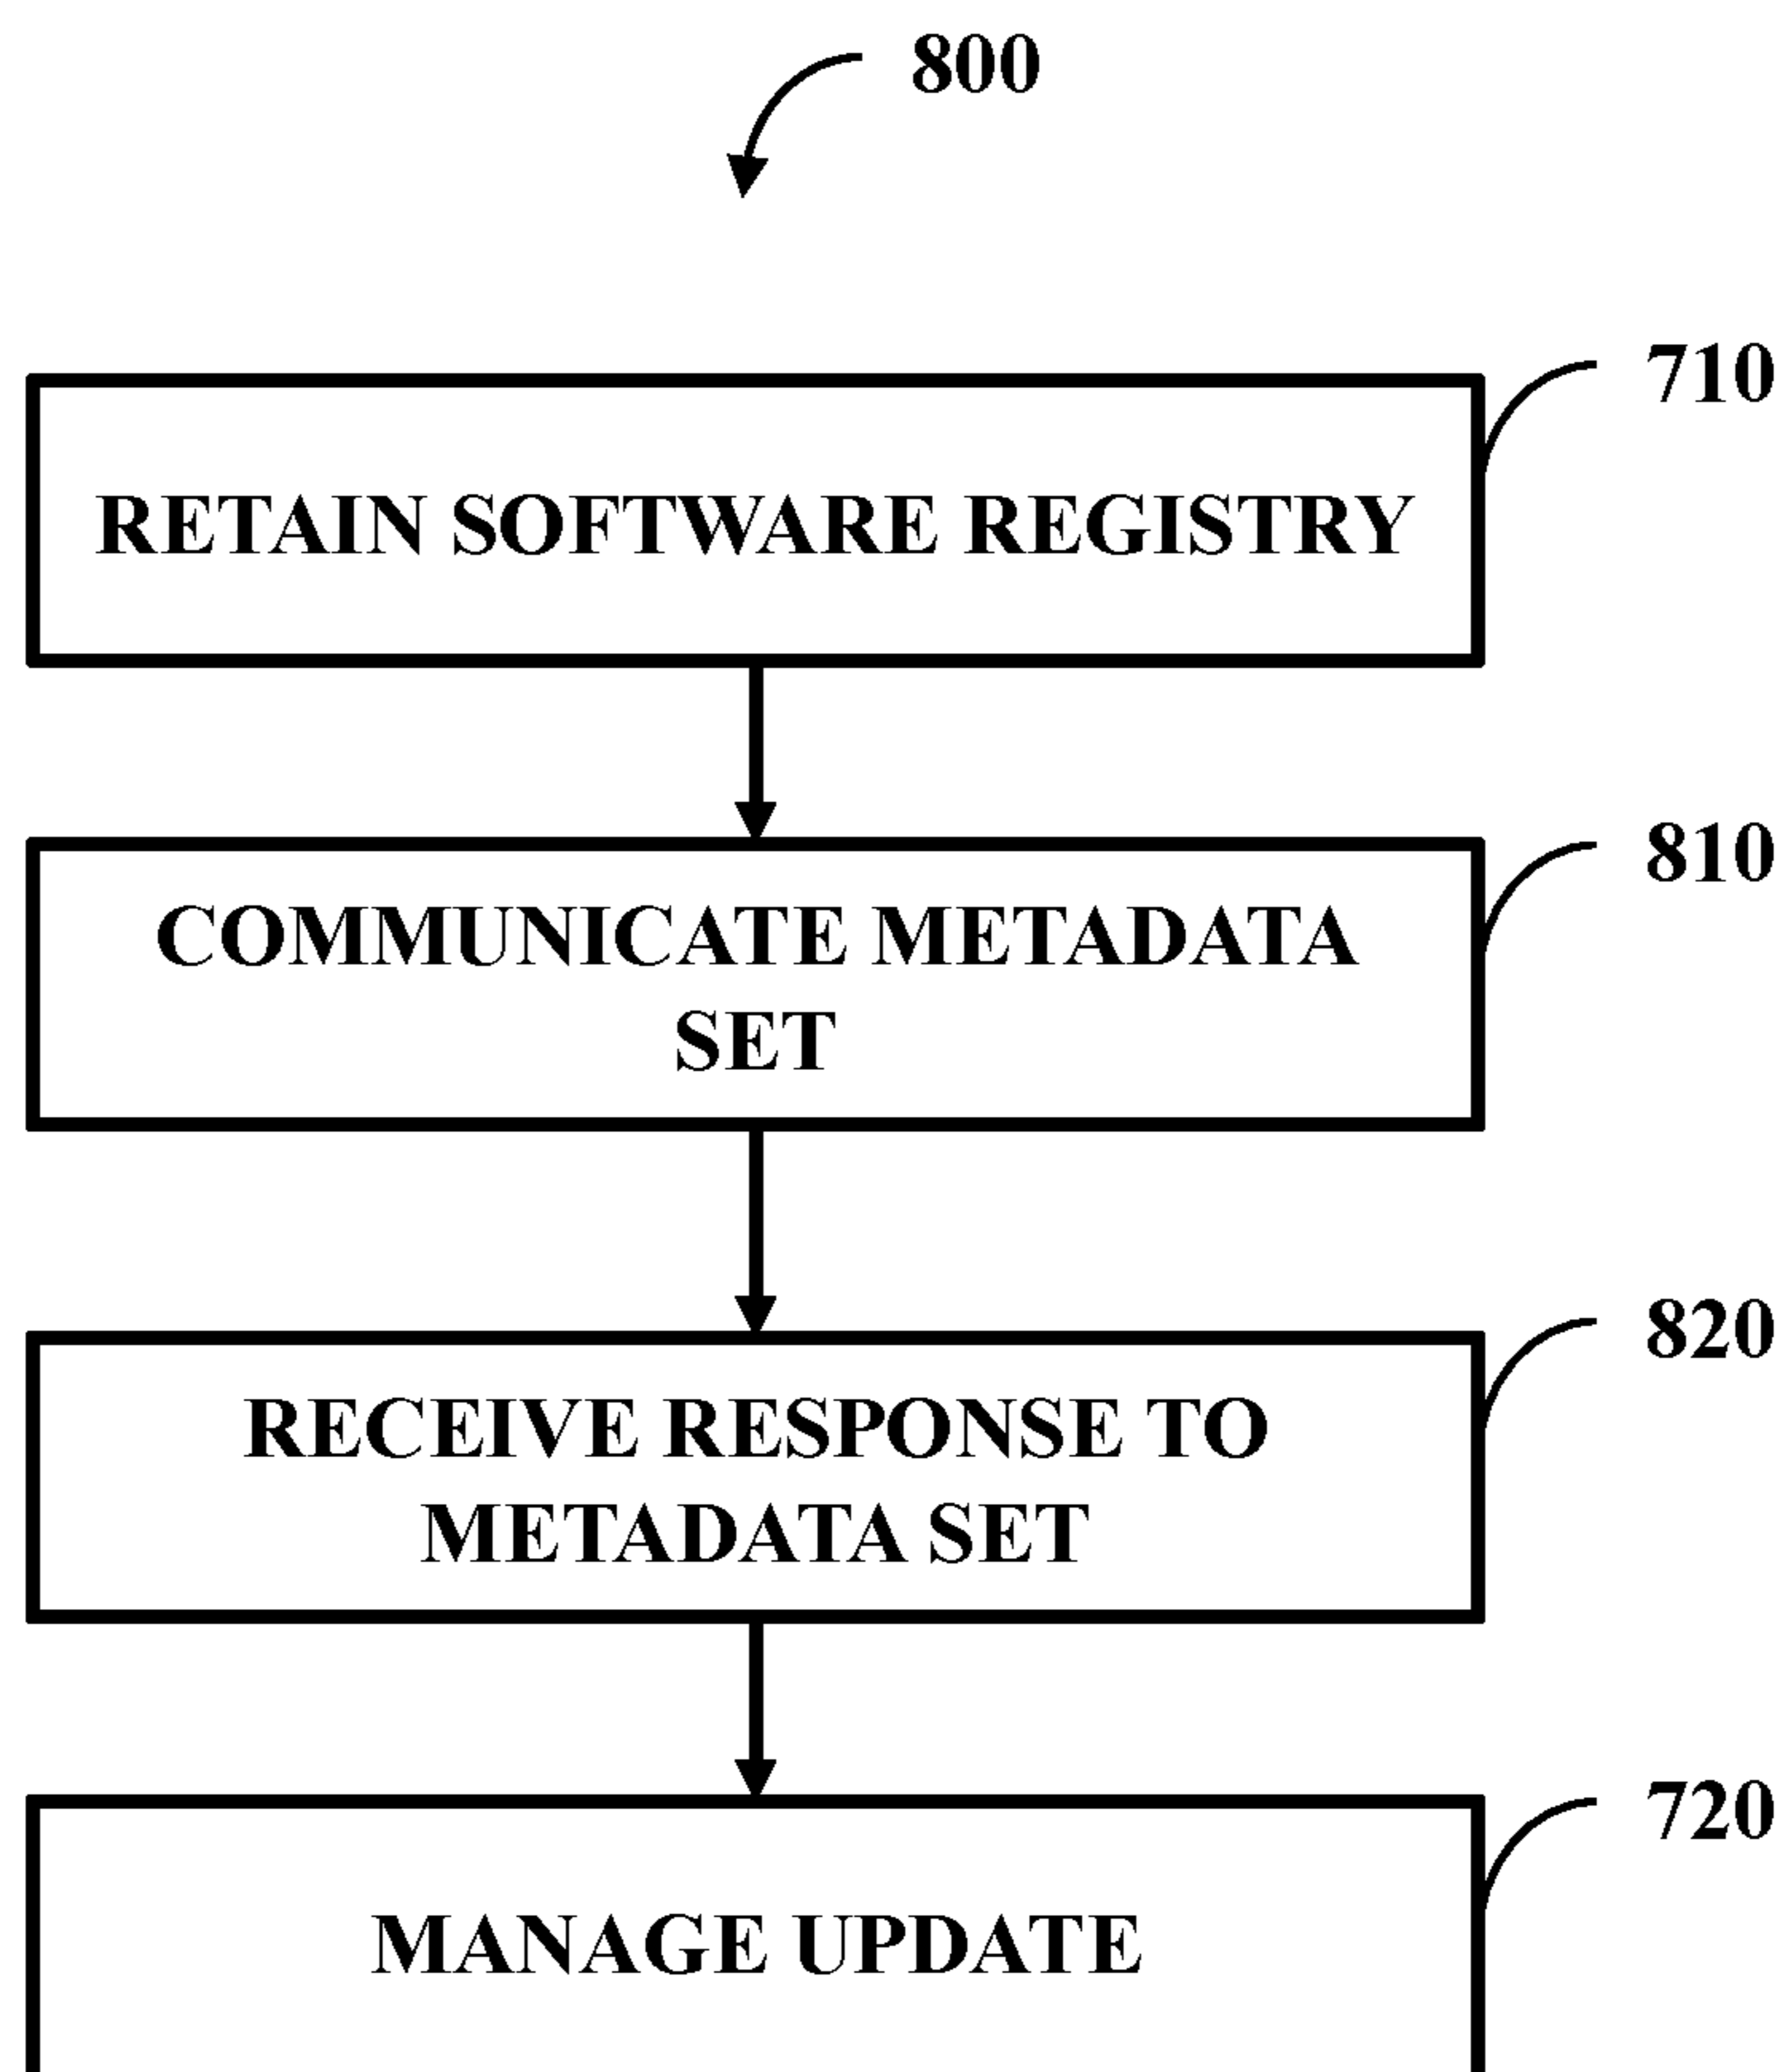 800
710
RETAIN SOFTWARE REGISTRY
810
COMMUNICATE METADATA
SET
820
RECEIVE RESPONSE TO
METADATA SET
720
MANAGE UPDATE